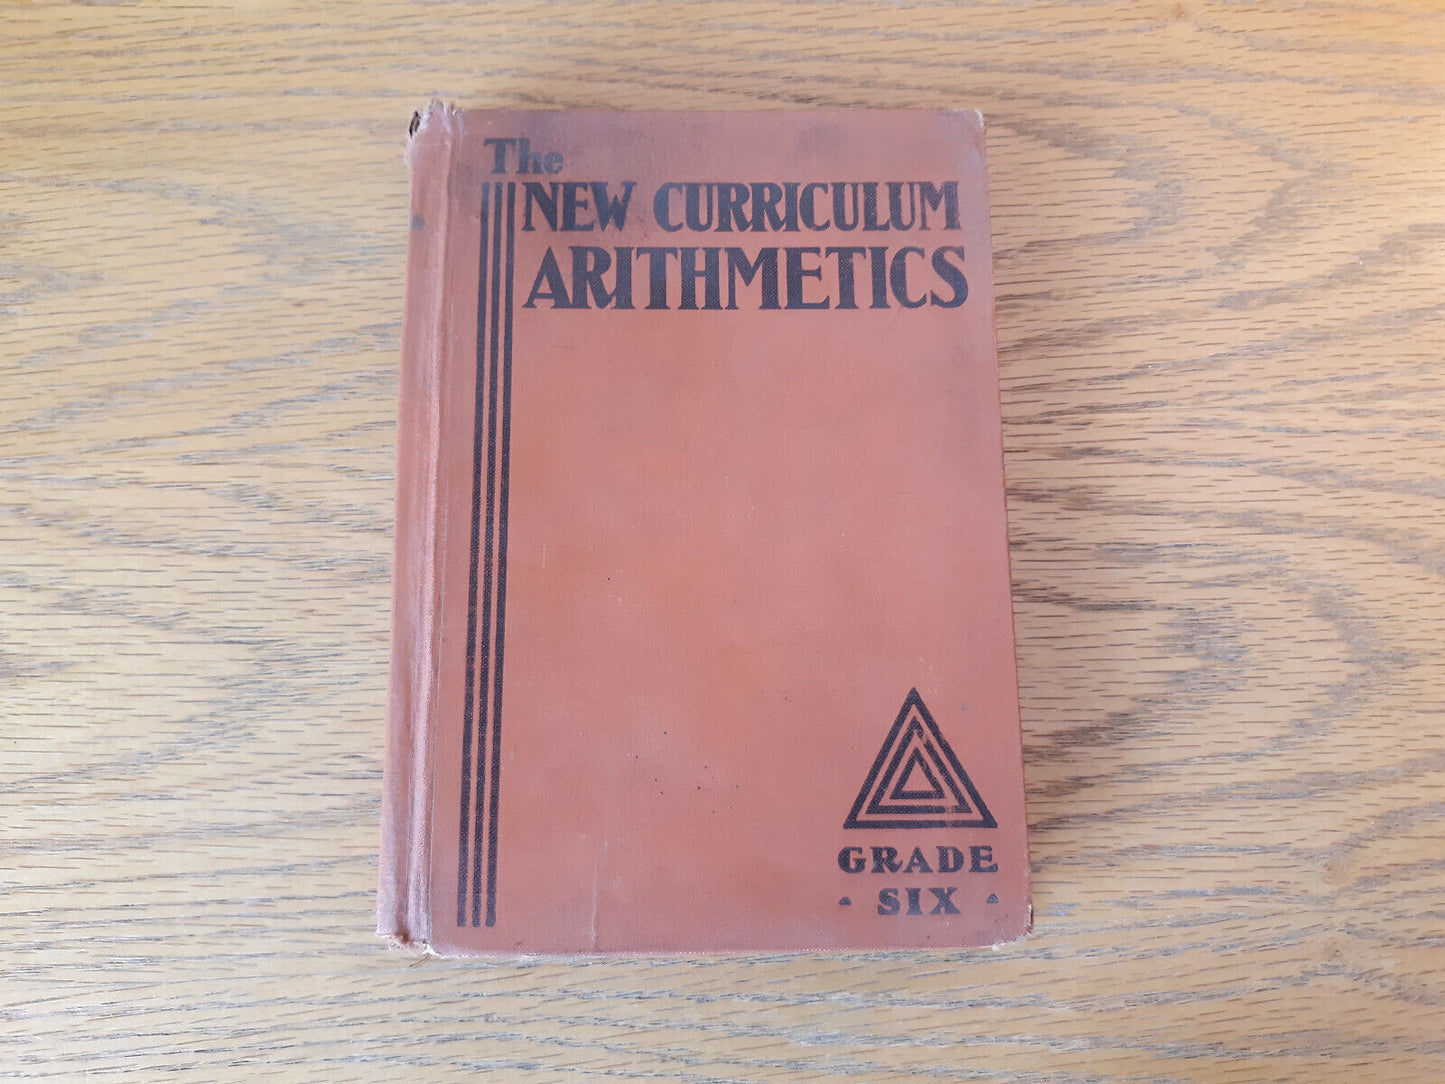 The
NEW CURRICULUM
ARITHMETICS
GRADE
· SIX ·